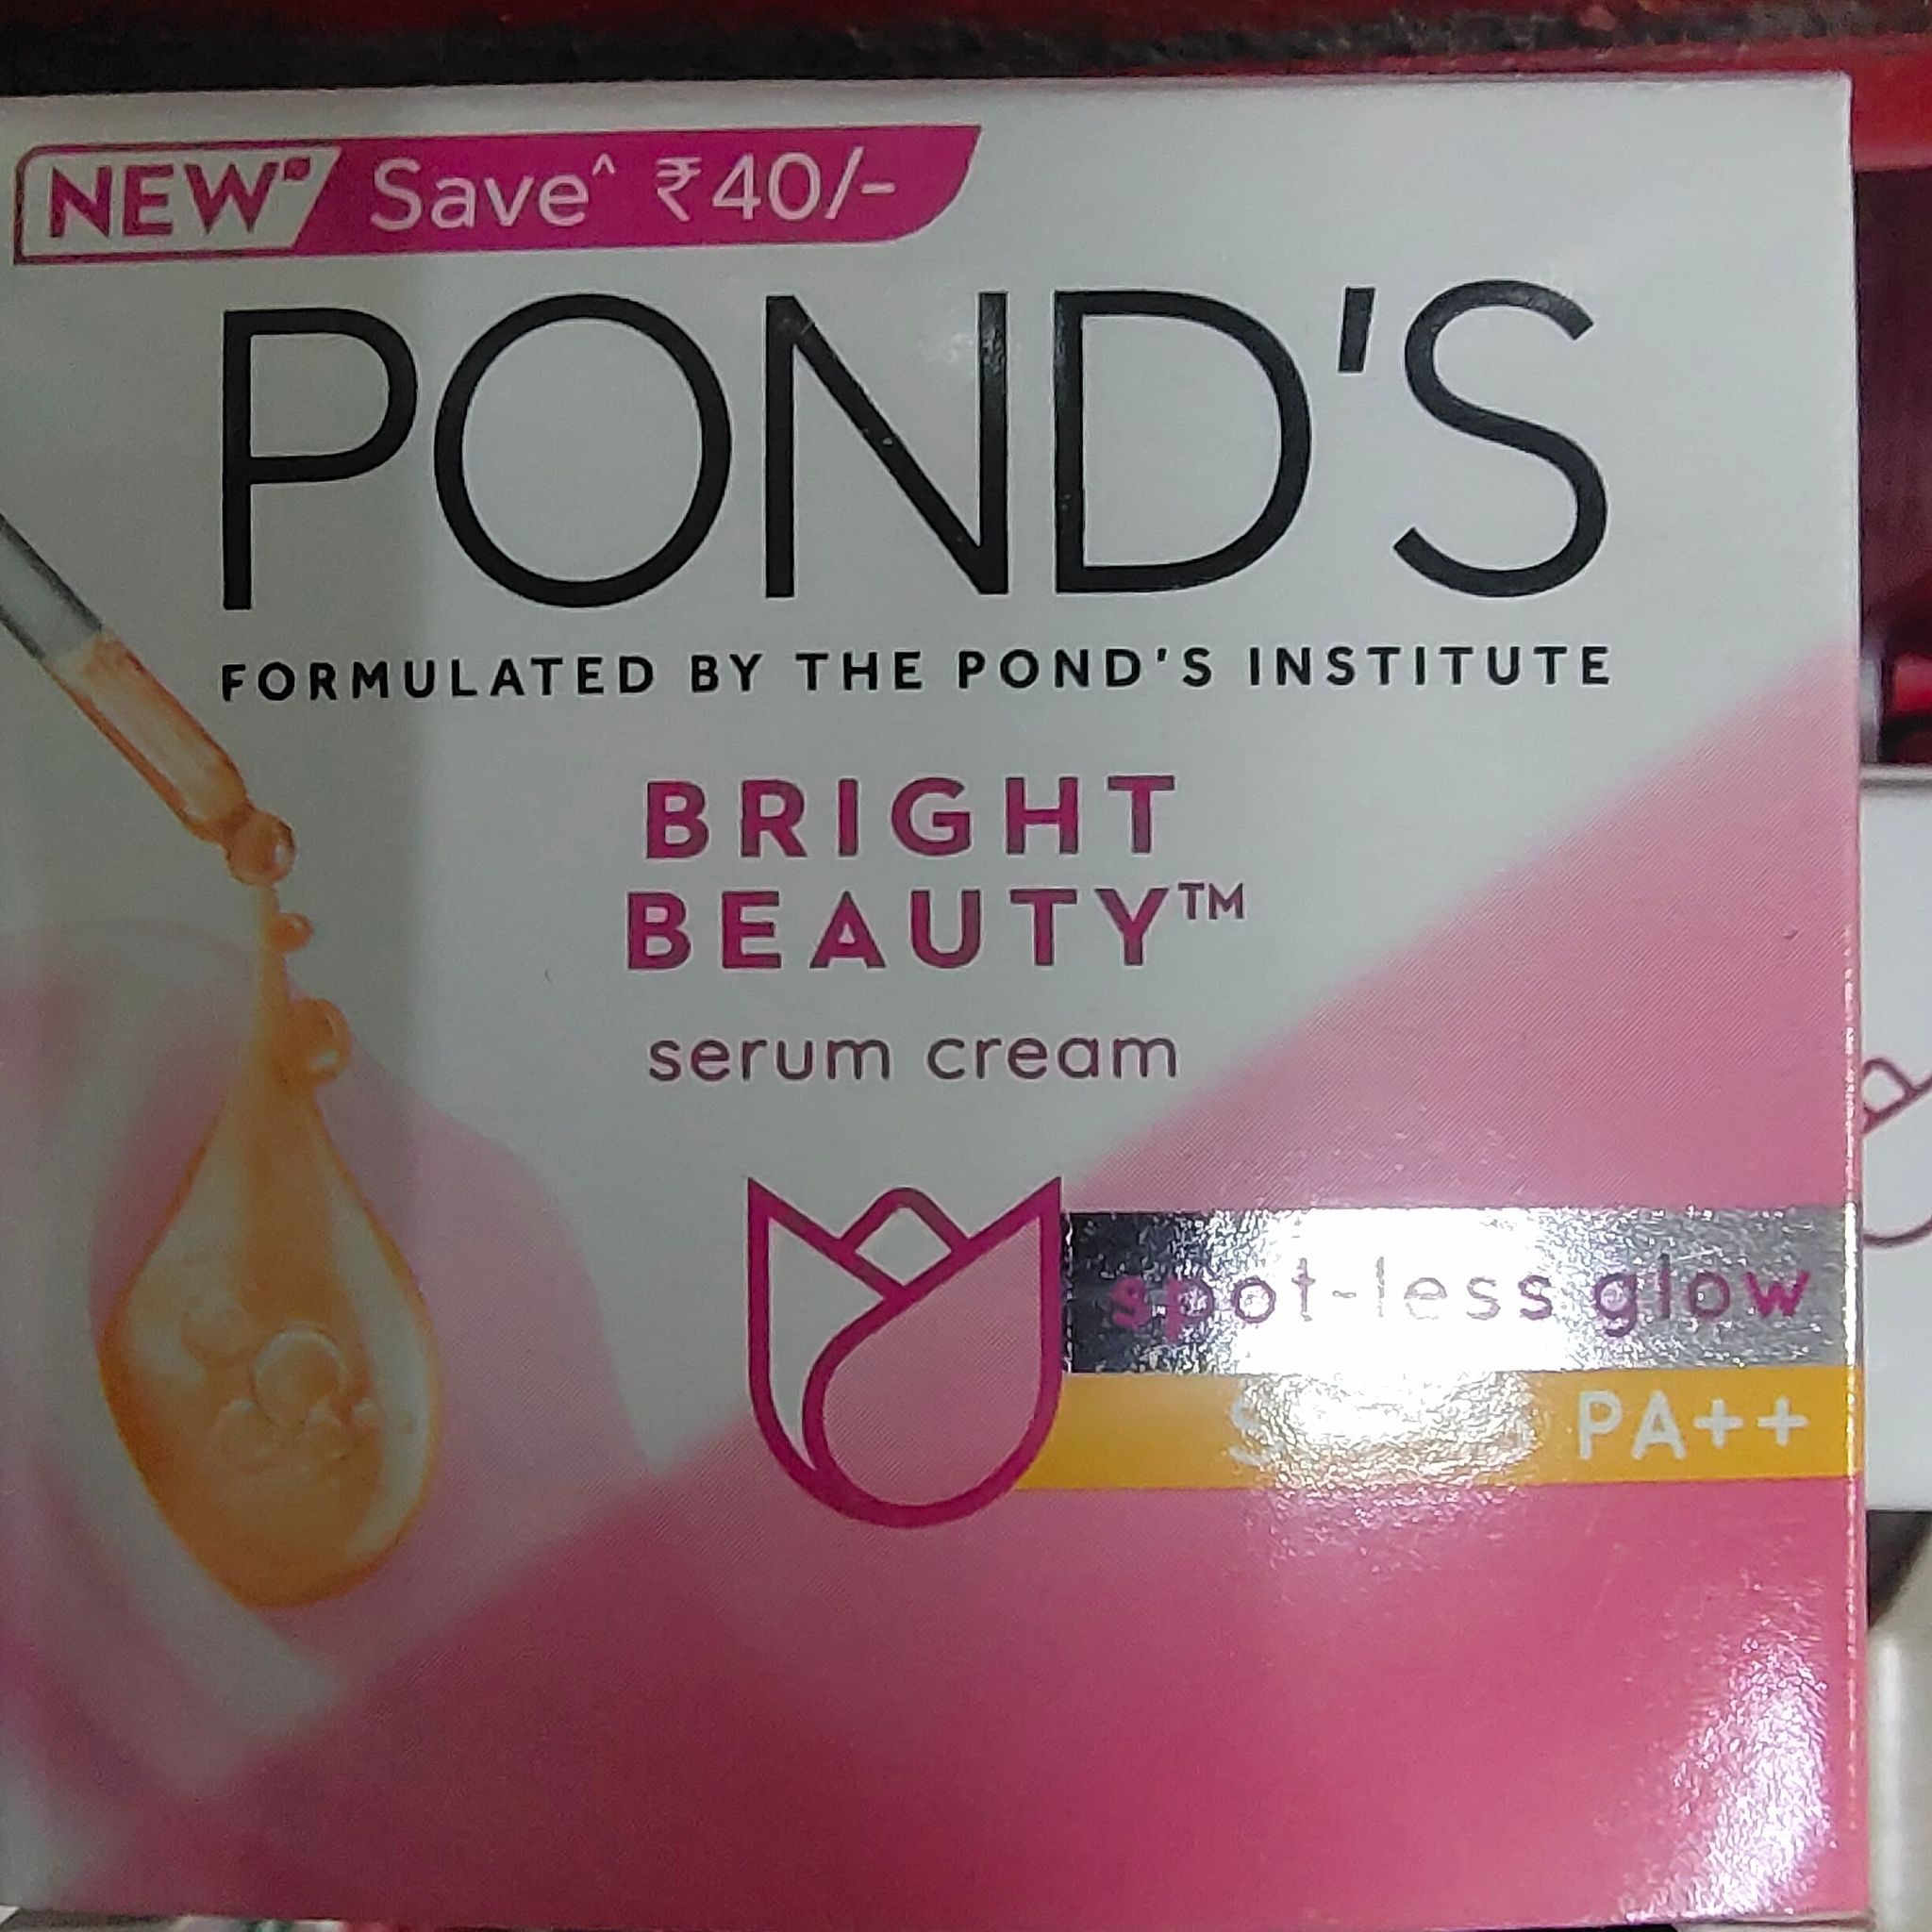 NEW Save^ ₹40/-
POND'S
FORMULATED BY THE POND'S INSTITUTE
BRIGHT
BEAUTY™
serum cream
spot-less glow
PA++